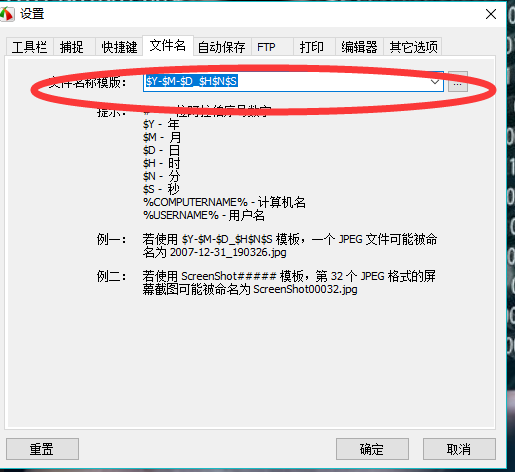 设置
工具栏 捕捉 快捷键 文件名 自动保存 FTP 打印 编辑器 其它选项
文件名称模版： $Y-$M-$D_$H$N$S ...
提示： # - 一位阿拉伯序号数字
$Y - 年
$M - 月
$D - 日
$H - 时
$N - 分
$S - 秒
%COMPUTERNAME% - 计算机名
%USERNAME% - 用户名
例一： 若使用 $Y-$M-$D_$H$N$S 模板，一个 JPEG 文件可能被命
名为 2007-12-31_190326.jpg
例二： 若使用 ScreenShot##### 模板，第 32 个 JPEG 格式的屏
幕截图可能被命名为 ScreenShot00032.jpg
重置 确定 取消